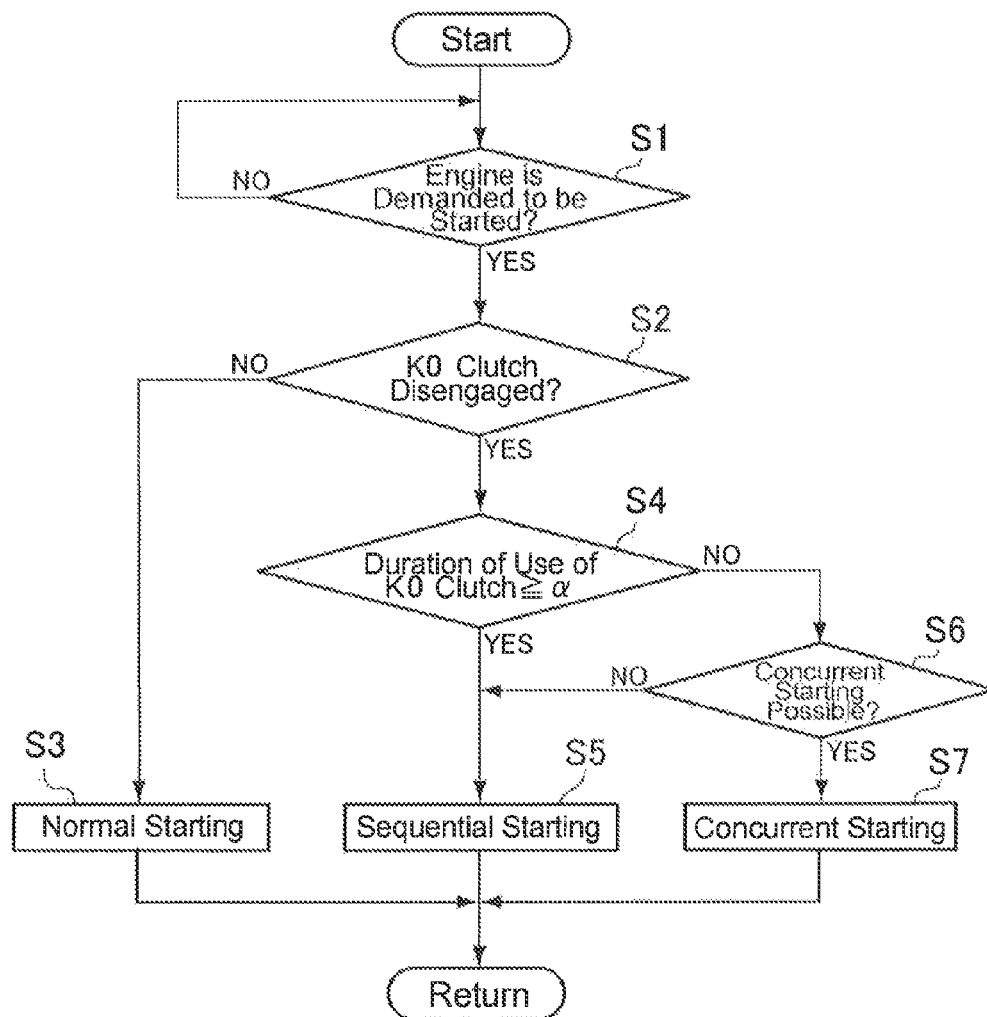 Start
S1
NO
Engine is
Demanded to be
Started?
YES
S2
NO
K0 Clutch
Disengaged?
YES
S4
NO
Duration of Use of
K0 Clutch≧ α
YES
S6
NO
Concurrent
Starting
Possible?
YES
S3
S5
S7
Normal Starting
Sequential Starting
Concurrent Starting
Return